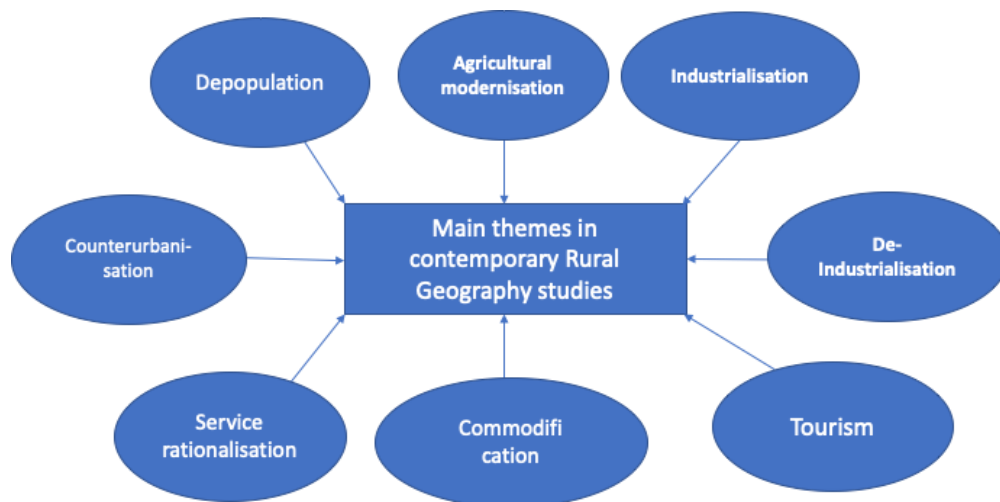 Depopulation
Agricultural
modernisation
Industrialisation
Counterurbani-
sation
Main themes in
contemporary Rural
Geography studies
De-
Industrialisation
Service
rationalisation
Commodifi
cation
Tourism